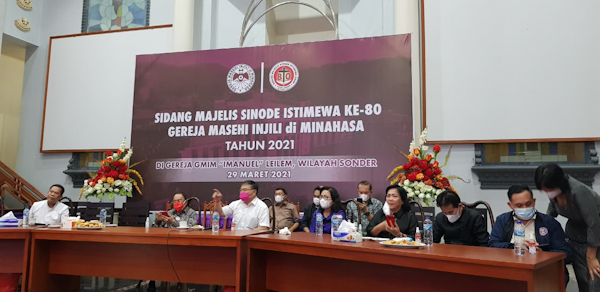 SIDANG MAJELIS SINODE ISTIMEWA KE-80
GEREJA MASEHI INJILI di MINAHASA
TAHUN 2021
DI GEREJA GMIM "IMANUEL" LEILEM, WILAYAH SONDER
29 MARET 2021